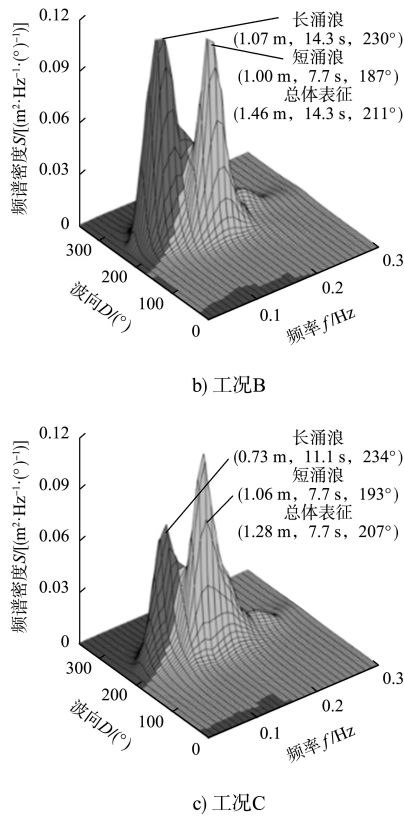 0.12
0.09
0.06
0.03
0
频谱密度S/[(m²·Hz⁻¹·(°)⁻¹)]
长涌浪
(1.07 m，14.3 s，230°)
短涌浪
(1.00 m，7.7 s，187°)
总体表征
(1.46 m，14.3 s，211°)
300
200
100
0
波向D/(°)
0.1
0.2
0.3
频率f/Hz
b) 工况B
0.12
0.09
0.06
0.03
0
频谱密度S/[(m²·Hz⁻¹·(°)⁻¹)]
长涌浪
(0.73 m，11.1 s，234°)
短涌浪
(1.06 m，7.7 s，193°)
总体表征
(1.28 m，7.7 s，207°)
300
200
100
0
波向D/(°)
0.1
0.2
0.3
频率f/Hz
c) 工况C